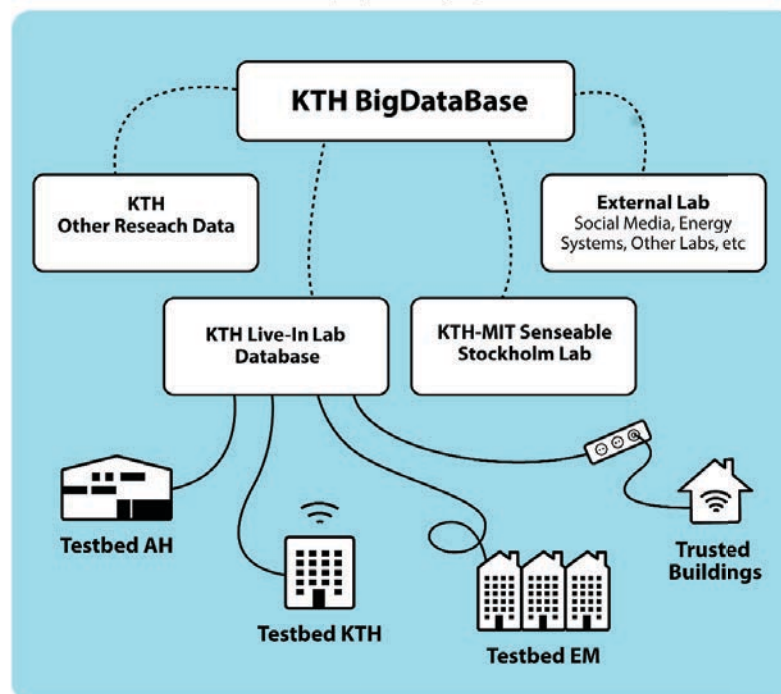 KTH BigDataBase
KTH
Other Reseach Data
External Lab
Social Media, Energy
Systems, Other Labs, etc
KTH Live-In Lab
Database
KTH-MIT Senseable
Stockholm Lab
Testbed AH
Testbed KTH
Testbed EM
Trusted
Buildings